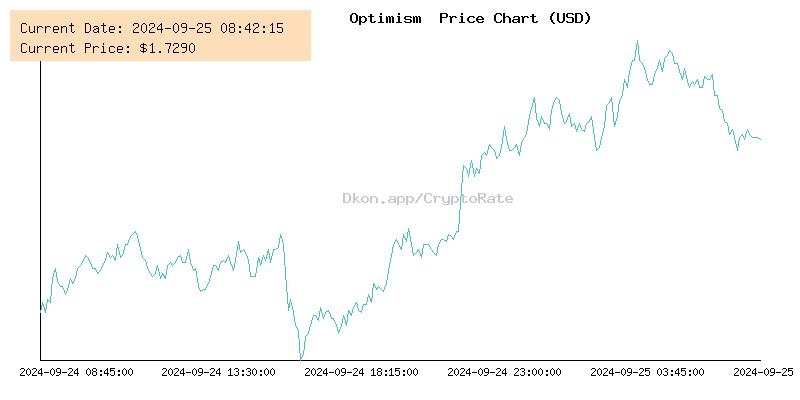 Optimism  Price Chart (USD)
Current Date: 2024-09-25 08:42:15
Current Price: $1.7290
Dkon.app/CryptoRate
2024-09-24 08:45:00 2024-09-24 13:30:00 2024-09-24 18:15:00 2024-09-24 23:00:00 2024-09-25 03:45:00 2024-09-25